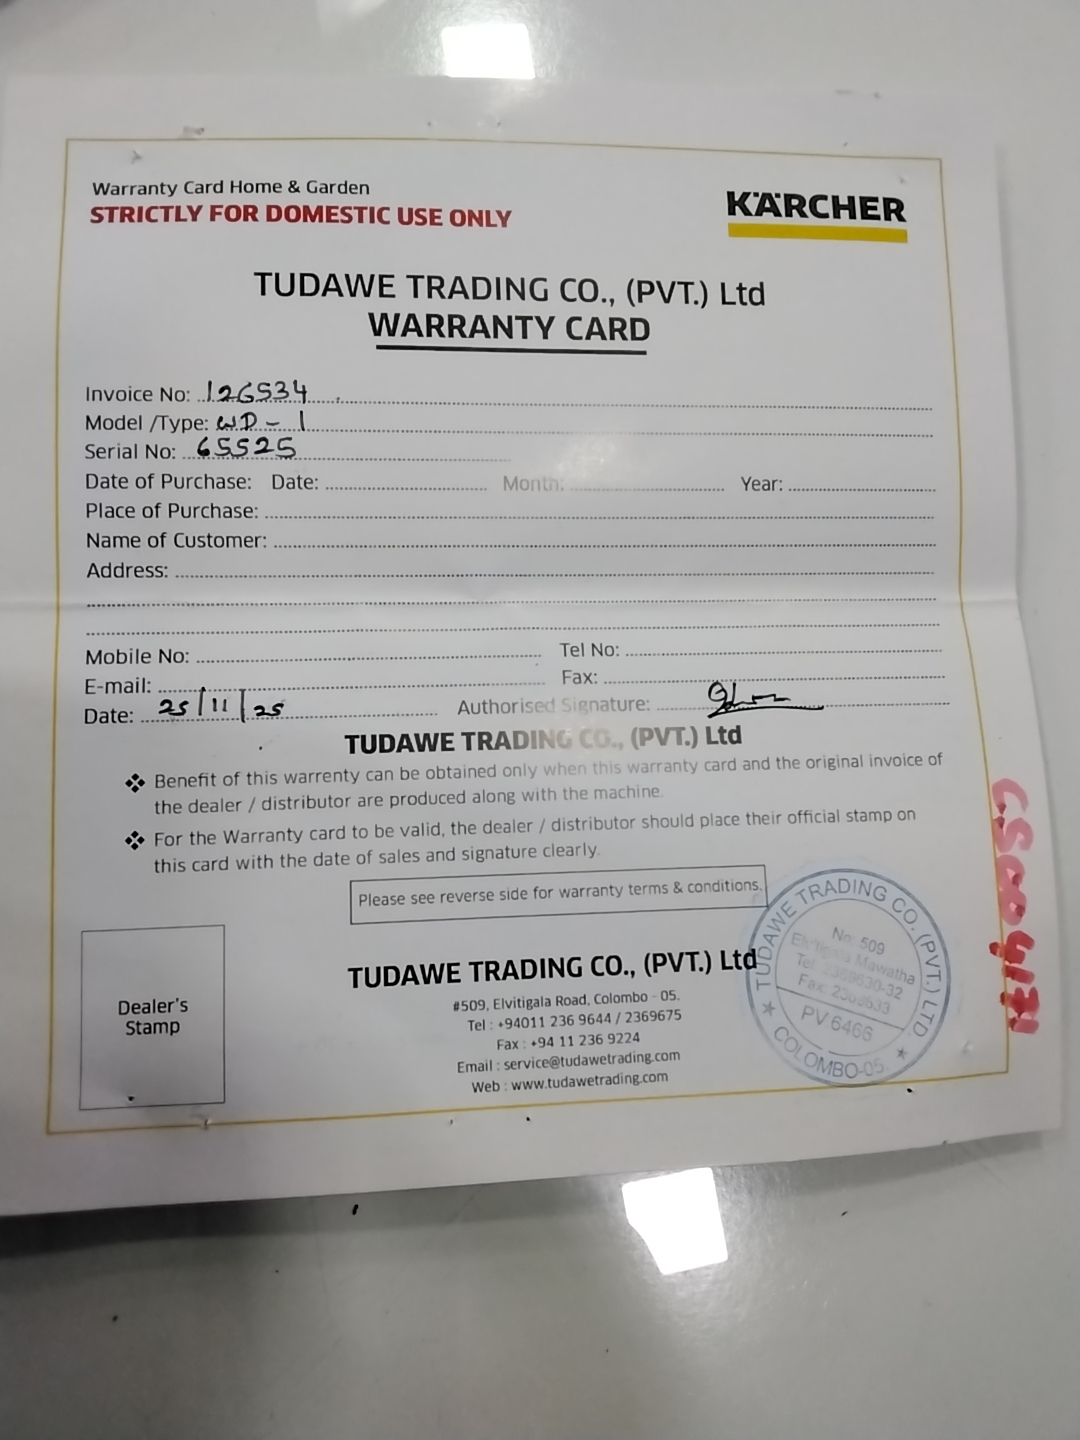 Warranty Card Home & Garden
STRICTLY FOR DOMESTIC USE ONLY
KÄRCHER
TUDAWE TRADING CO., (PVT.) Ltd
WARRANTY CARD
Invoice No: 126534
Model /Type: WD - 1
Serial No: 65525
Date of Purchase: Date: Month: Year:
Place of Purchase:
Name of Customer:
Address:
Mobile No: Tel No:
E-mail: Fax:
Date: 25/11/25 Authorised Signature:
TUDAWE TRADING CO., (PVT.) Ltd
❖ Benefit of this warrenty can be obtained only when this warranty card and the original invoice of
the dealer / distributor are produced along with the machine.
❖ For the Warranty card to be valid, the dealer / distributor should place their official stamp on
this card with the date of sales and signature clearly.
Please see reverse side for warranty terms & conditions.
Dealer's
Stamp
TUDAWE TRADING CO., (PVT.) Ltd
#509, Elvitigala Road, Colombo - 05.
Tel : +94011 236 9644 / 2369675
Fax : +94 11 236 9224
Email : service@tudawetrading.com
Web : www.tudawetrading.com
TUDAWE TRADING CO. (PVT.) LTD
No: 509
Elvitigala Mawatha
Tel: 2369630-32
PV 6466
★ COLOMBO-05. ★